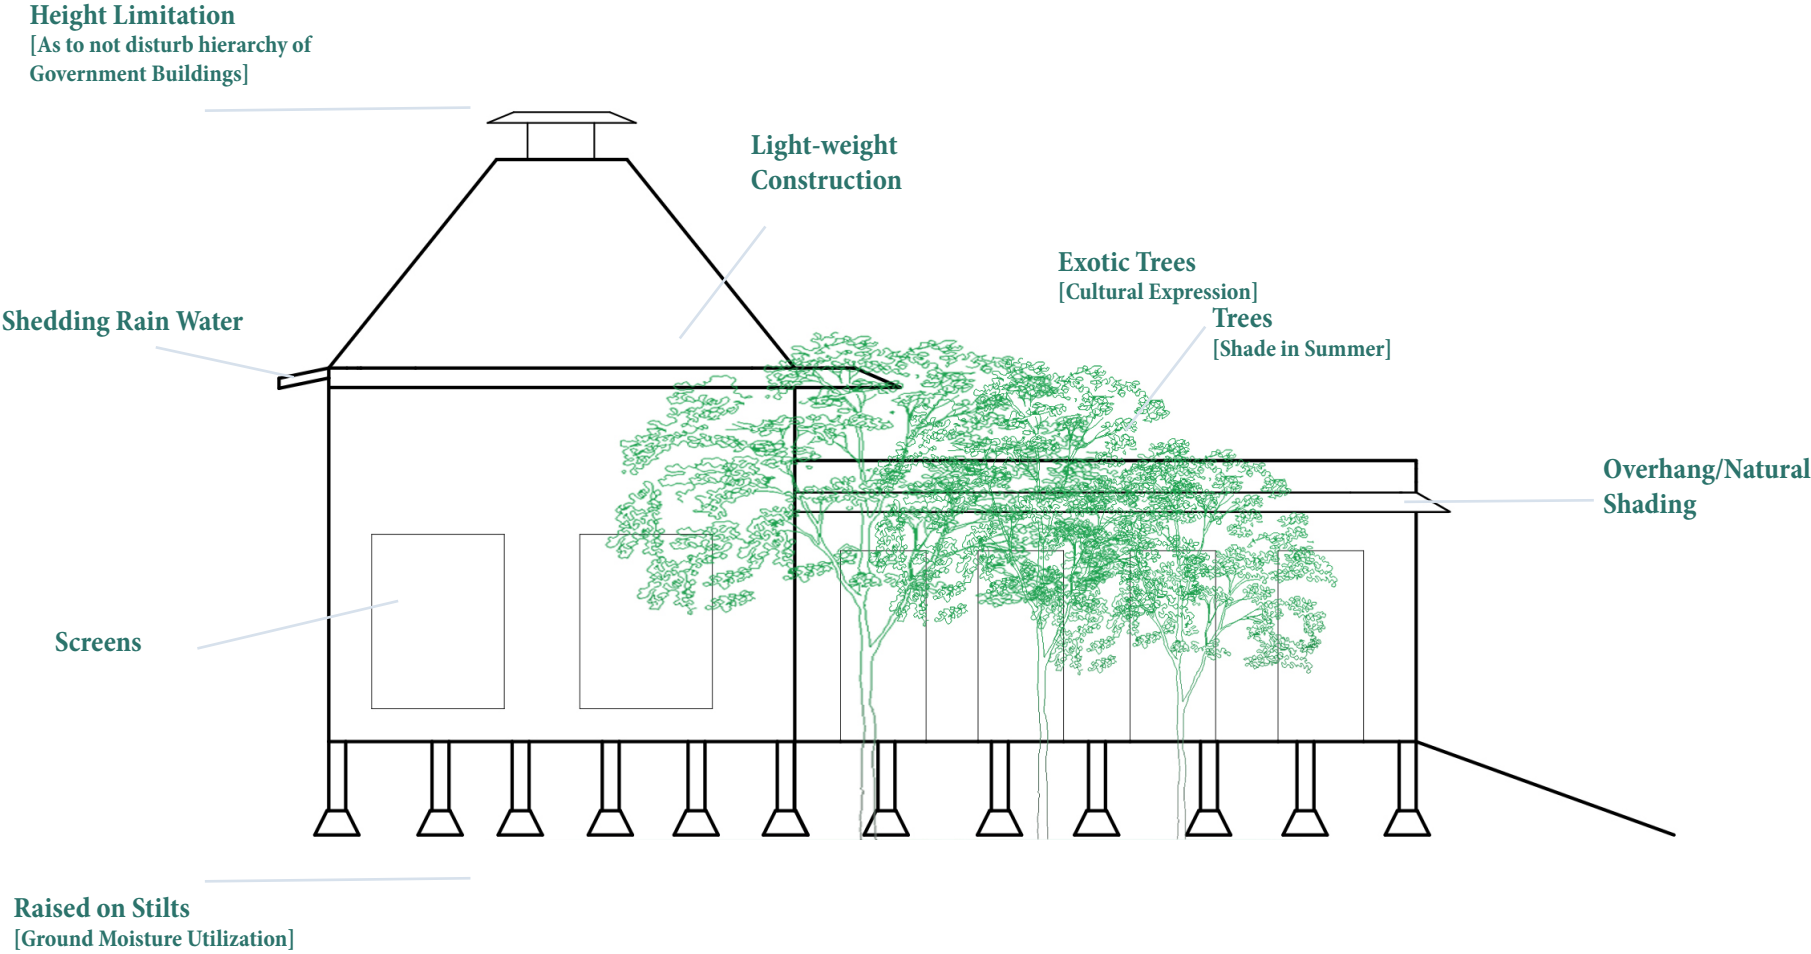 Height Limitation
[As to not disturb hierarchy of
Government Buildings]
Light-weight
Construction
Exotic Trees
[Cultural Expression]
Trees
[Shade in Summer]
Shedding Rain Water
Overhang/Natural
Shading
Screens
Raised on Stilts
[Ground Moisture Utilization]